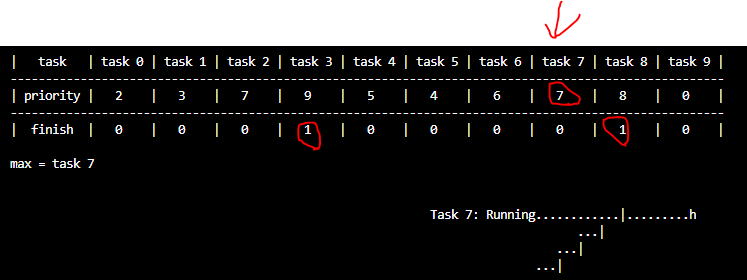 |   task   | task 0 | task 1 | task 2 | task 3 | task 4 | task 5 | task 6 | task 7 | task 8 | task 9 |
| priority |   2    |   3    |   7    |   9    |   5    |   4    |   6    |   7    |   8    |   0    |
|  finish  |   0    |   0    |   0    |   1    |   0    |   0    |   0    |   0    |   1    |   0    |
max = task 7
Task 7: Running............|.........h
...|
...|
...|